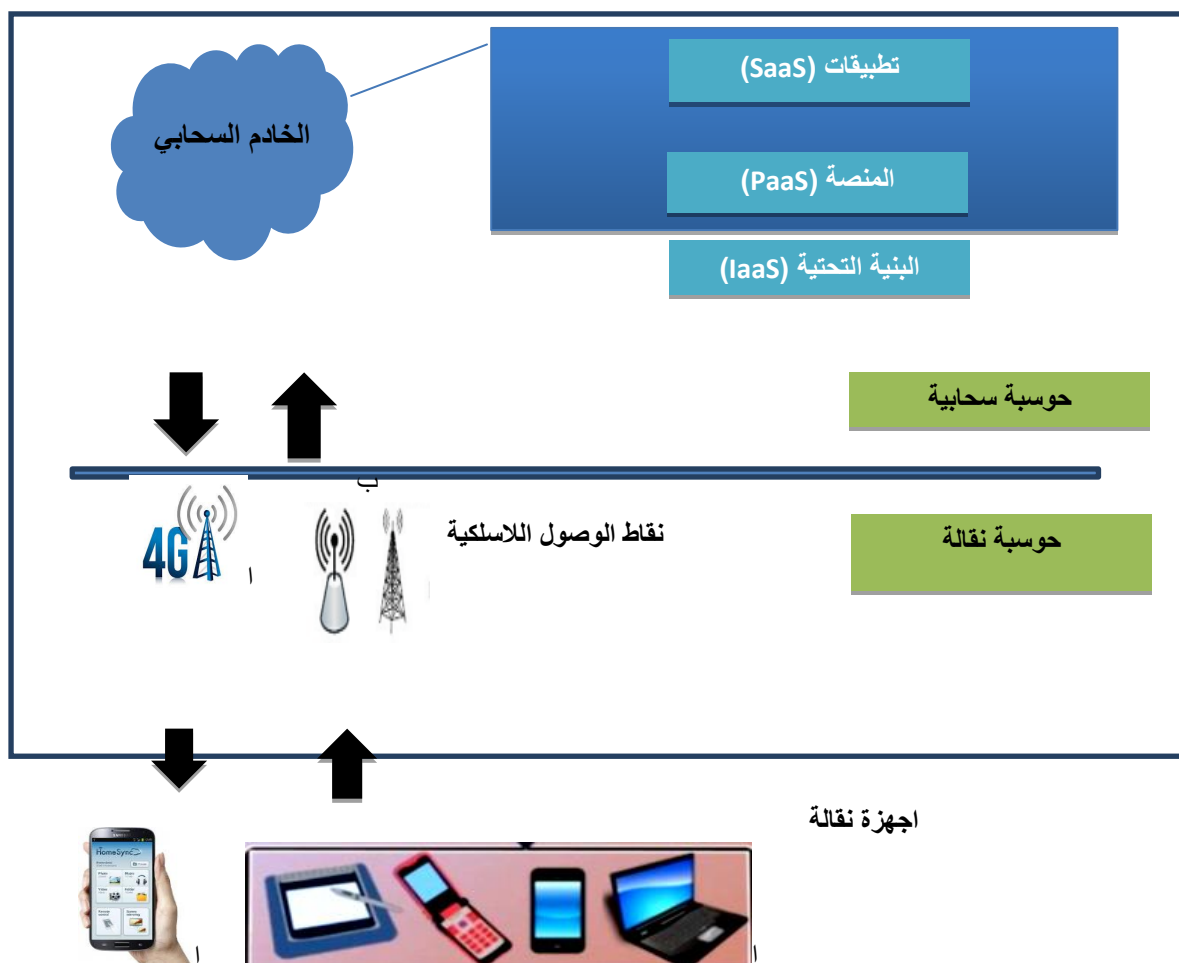 تطبيقات (SaaS)
الخادم السحابي
المنصة (PaaS)
البنية التحتية (IaaS)
حوسبة سحابية
ب
4G
ا
نقاط الوصول اللاسلكية
حوسبة نقالة
اجهزة نقالة
HomeSync
ا
ا